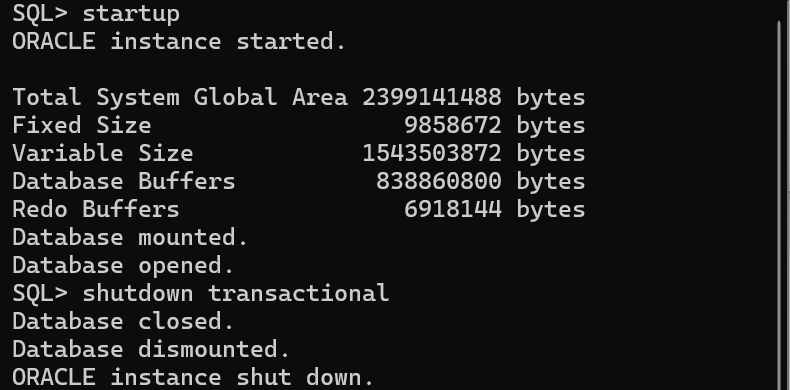 SQL> startup
ORACLE instance started.
Total System Global Area 2399141488 bytes
Fixed Size 9858672 bytes
Variable Size 1543503872 bytes
Database Buffers 838860800 bytes
Redo Buffers 6918144 bytes
Database mounted.
Database opened.
SQL> shutdown transactional
Database closed.
Database dismounted.
ORACLE instance shut down.